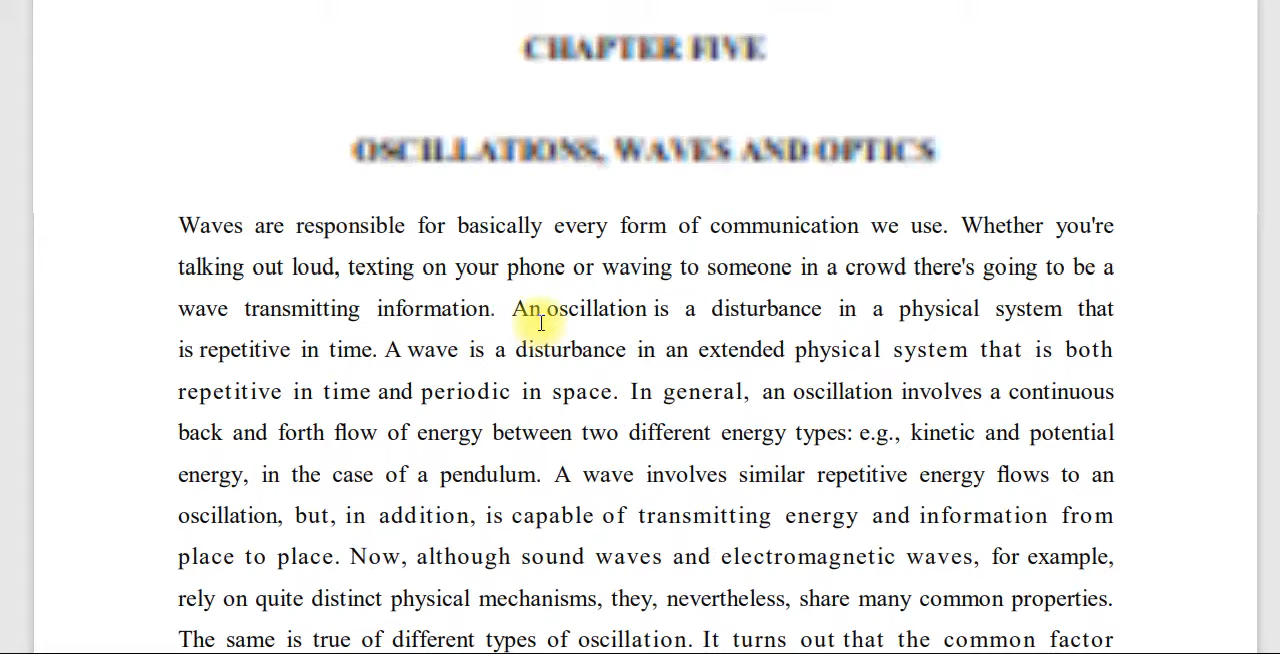 CHAPTER FIVE
OSCILLATIONS, WAVES AND OPTICS
Waves are responsible for basically every form of communication we use. Whether you're
talking out loud, texting on your phone or waving to someone in a crowd there's going to be a
wave transmitting information. An oscillation is a disturbance in a physical system that
is repetitive in time. A wave is a disturbance in an extended physical system that is both
repetitive in time and periodic in space. In general, an oscillation involves a continuous
back and forth flow of energy between two different energy types: e.g., kinetic and potential
energy, in the case of a pendulum. A wave involves similar repetitive energy flows to an
oscillation, but, in addition, is capable of transmitting energy and information from
place to place. Now, although sound waves and electromagnetic waves, for example,
rely on quite distinct physical mechanisms, they, nevertheless, share many common properties.
The same is true of different types of oscillation. It turns out that the common factor